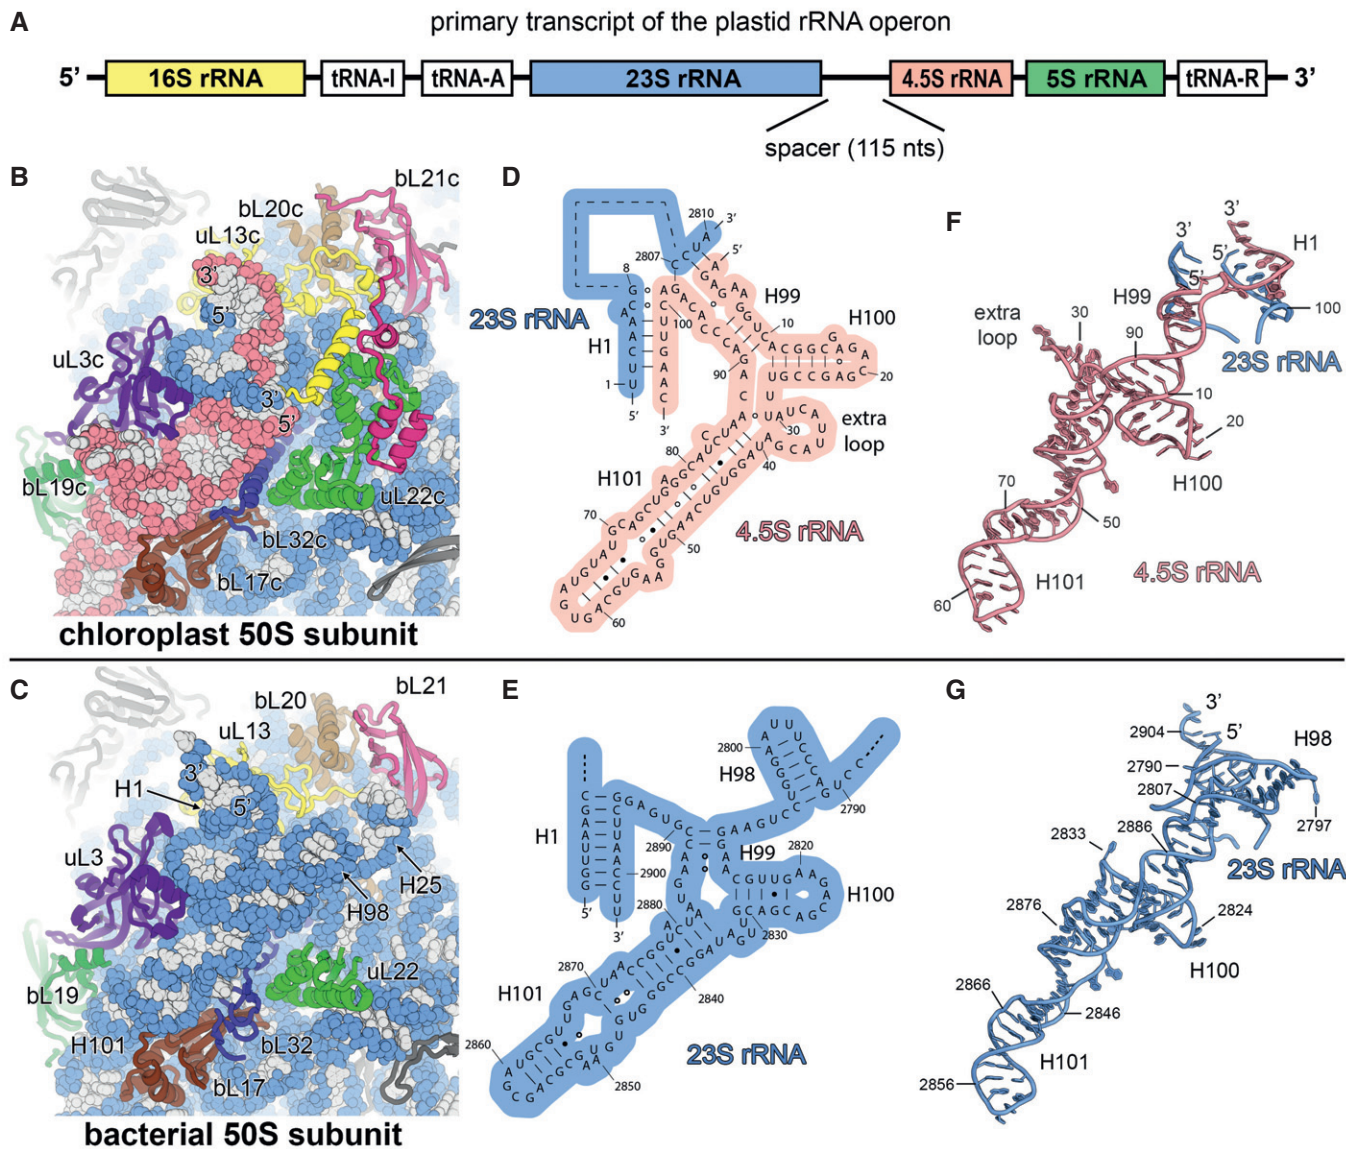 A
primary transcript of the plastid rRNA operon
5’ 16S rRNA tRNA-I tRNA-A 23S rRNA 4.5S rRNA 5S rRNA tRNA-R 3’
spacer (115 nts)
B
bL21c
bL20c
uL13c
3’
5’
uL3c
3’
5’
bL19c
uL22c
bL32c
bL17c
chloroplast 50S subunit
D
2810
3’
5’
2807
8
H99
10
H100
23S rRNA
100
H1
90
20
1
5’
3’
extra
loop
30
80
40
H101
70
4.5S rRNA
50
60
F
3’
3’
H1
5’
5’
H99
extra
loop
30
90
100
23S rRNA
10
20
H100
70
50
H101
4.5S rRNA
60
C
bL21
bL20
uL13
3’
H1
5’
uL3
H25
H98
uL22
bL19
H101
bL32
bL17
bacterial 50S subunit
E
2800
H98
2790
H1
2890
H99
2820
2900
H100
5’
2880
3’
2830
2870
2840
H101
2860
23S rRNA
2850
G
3’
2904
5’
H98
2790
2807
2886
2833
2797
23S rRNA
2876
2824
H100
2866
2846
H101
2856